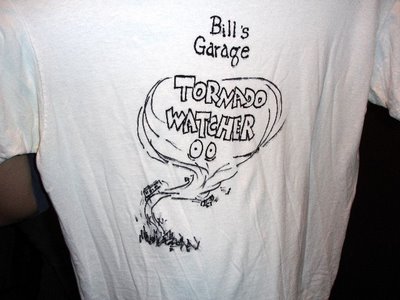 Bill's
Garage
TORNADO
WATCHER